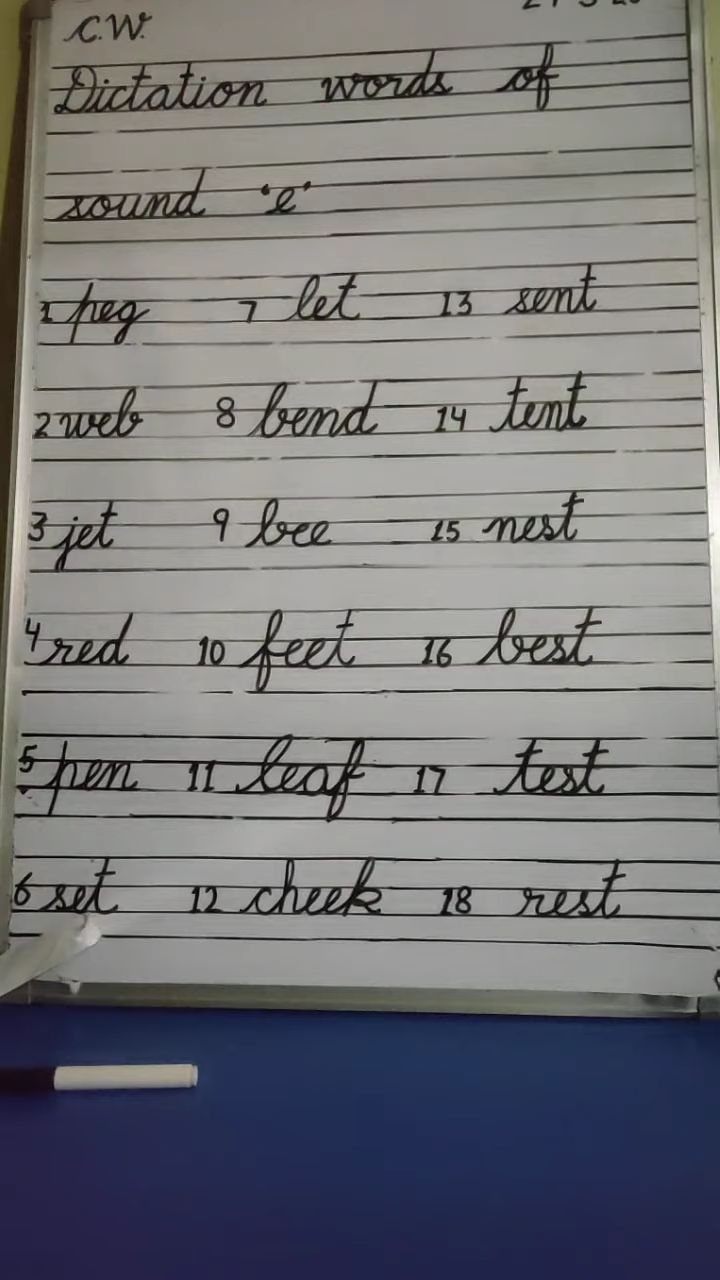 C.W.
Dictation words of
sound 'e'
1 peg 7 let 13 sent
2 web 8 bend 14 tent
3 jet 9 bee 15 nest
4 red 10 feet 16 best
5 pen 11 leaf 17 test
6 set 12 cheek 18 rest